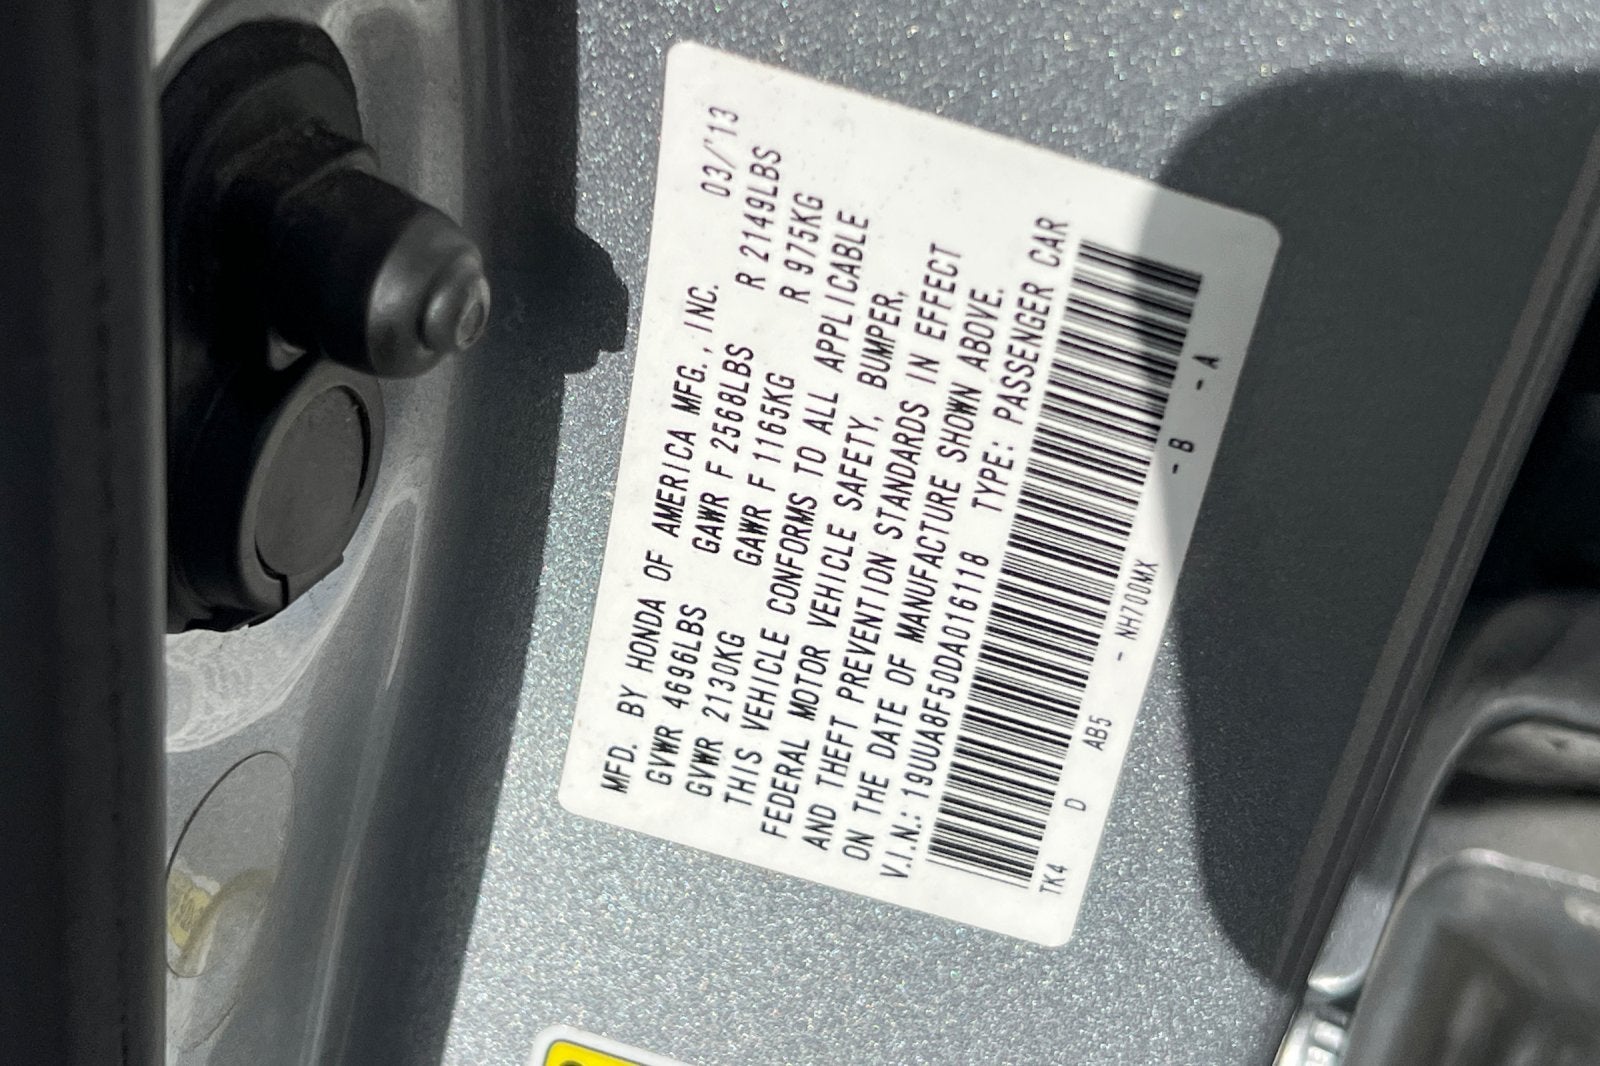 MFD. BY HONDA OF AMERICA MFG., INC. 03/'13
GVWR 4696LBS GAWR F 2568LBS R 2149LBS
GVWR 2130KG GAWR F 1165KG R 975KG
THIS VEHICLE CONFORMS TO ALL APPLICABLE
FEDERAL MOTOR VEHICLE SAFETY, BUMPER,
AND THEFT PREVENTION STANDARDS IN EFFECT
ON THE DATE OF MANUFACTURE SHOWN ABOVE.
V.I.N.: 19UUA8F50DA016118 TYPE: PASSENGER CAR
TK4 D AB5 - NH700MX - B - A